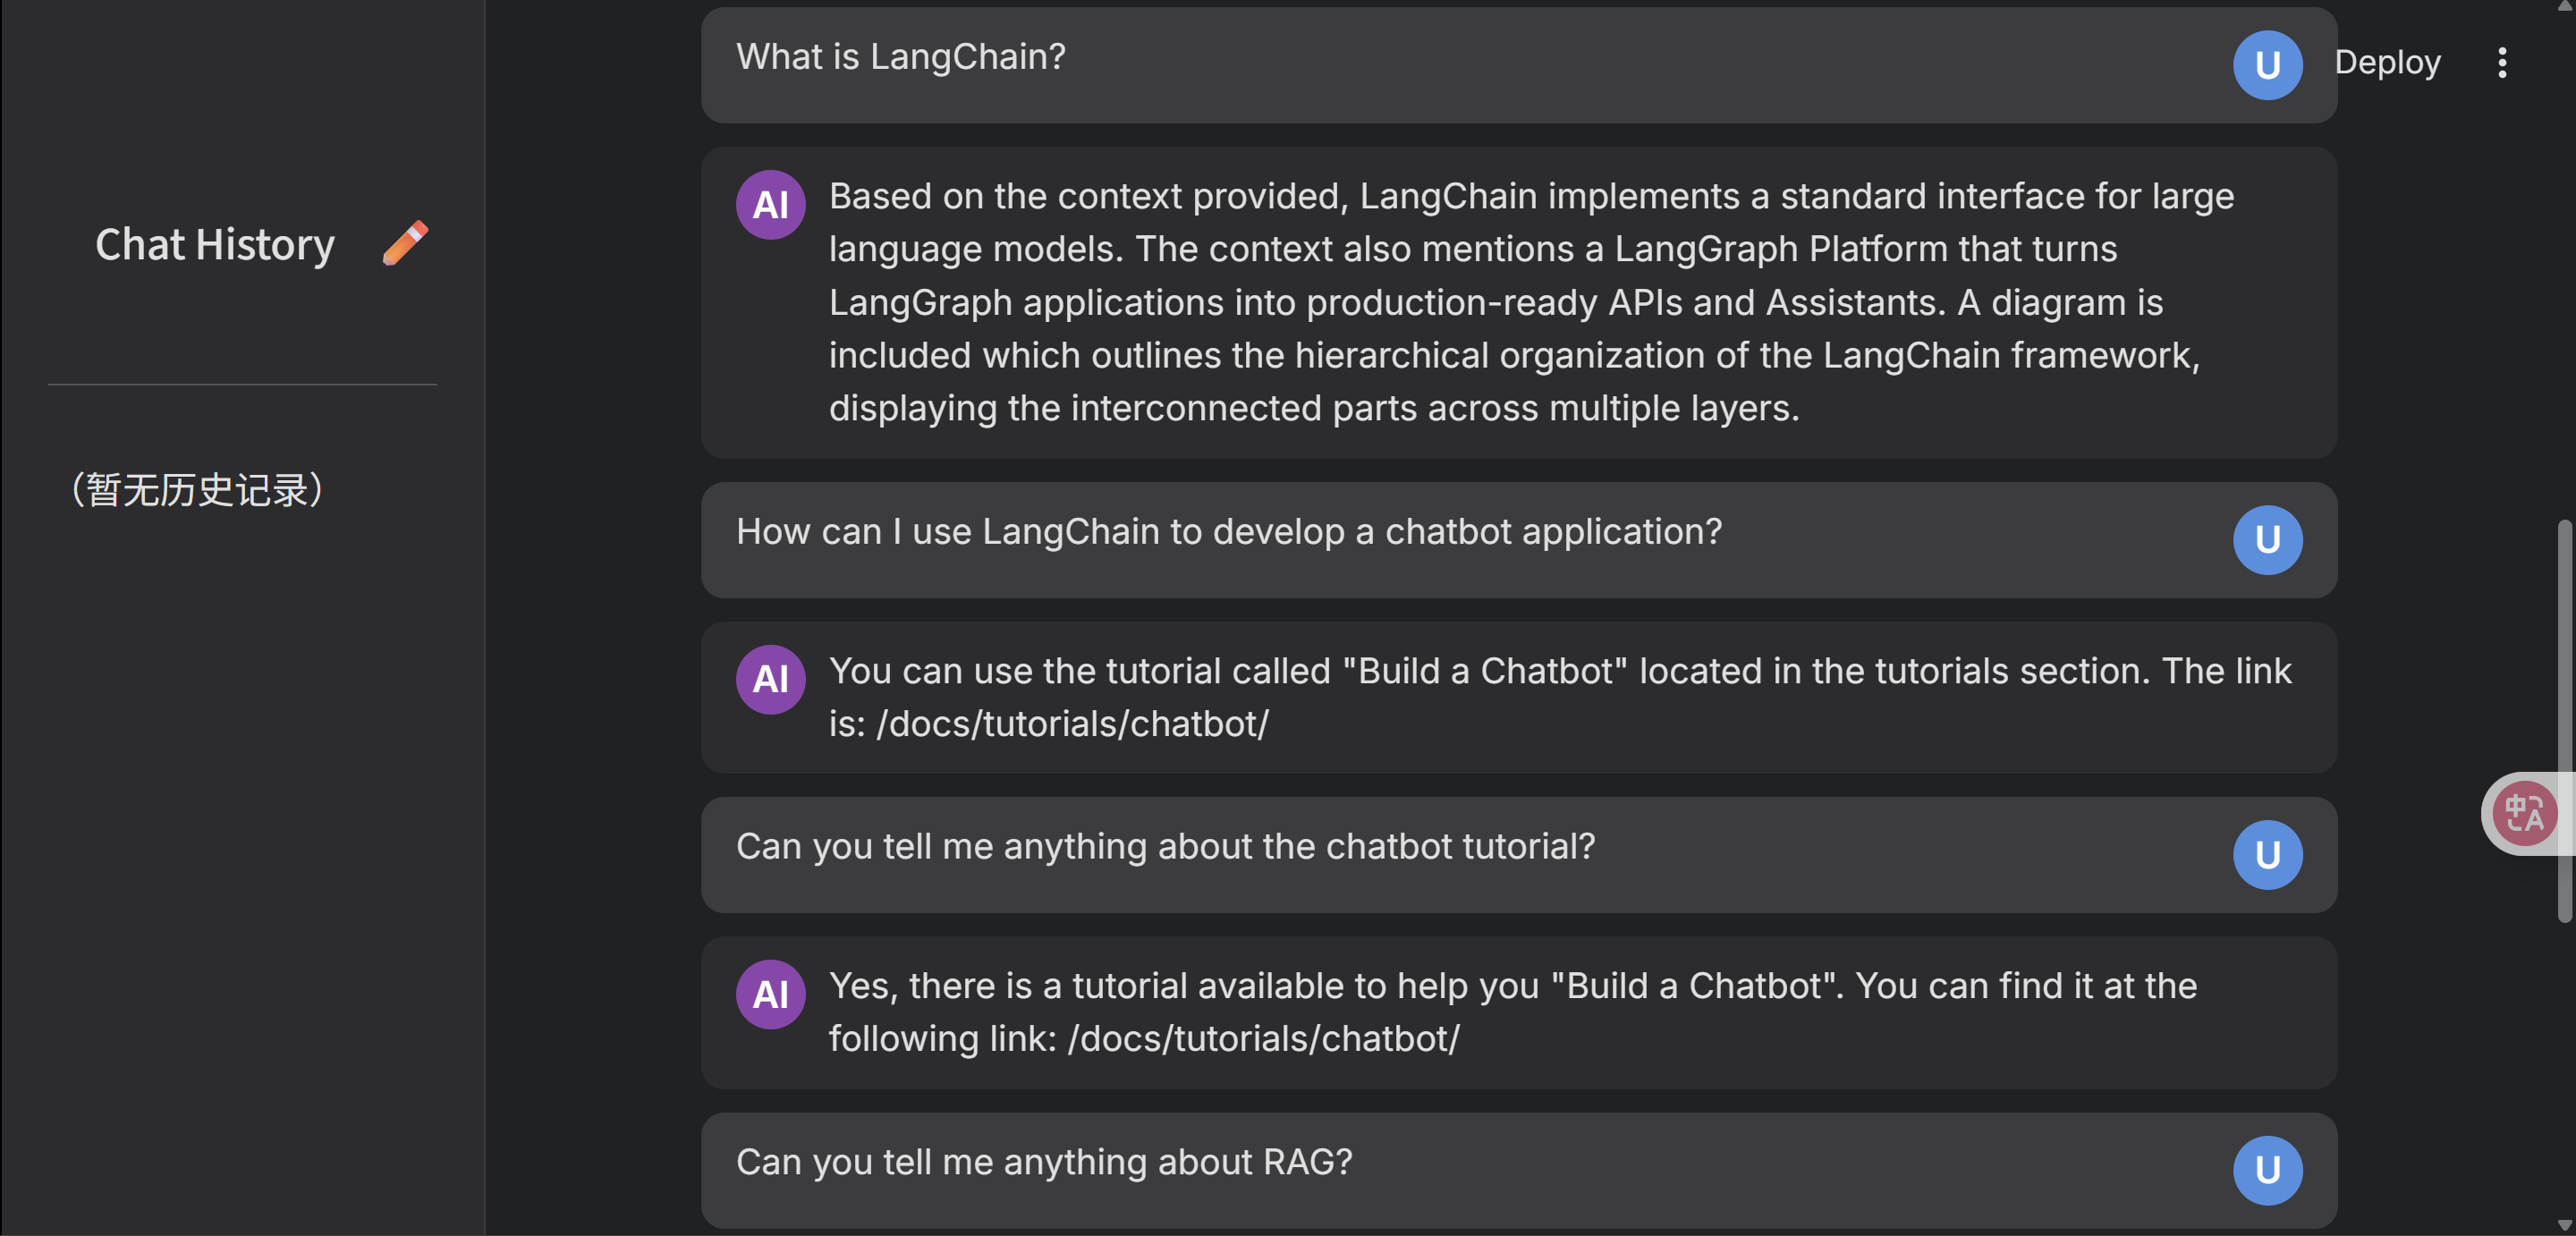 What is LangChain?
U
Deploy
AI
Based on the context provided, LangChain implements a standard interface for large
language models. The context also mentions a LangGraph Platform that turns
LangGraph applications into production-ready APIs and Assistants. A diagram is
included which outlines the hierarchical organization of the LangChain framework,
displaying the interconnected parts across multiple layers.
Chat History
（暂无历史记录）
How can I use LangChain to develop a chatbot application?
U
AI
You can use the tutorial called "Build a Chatbot" located in the tutorials section. The link
is: /docs/tutorials/chatbot/
Can you tell me anything about the chatbot tutorial?
U
中A
AI
Yes, there is a tutorial available to help you "Build a Chatbot". You can find it at the
following link: /docs/tutorials/chatbot/
Can you tell me anything about RAG?
U